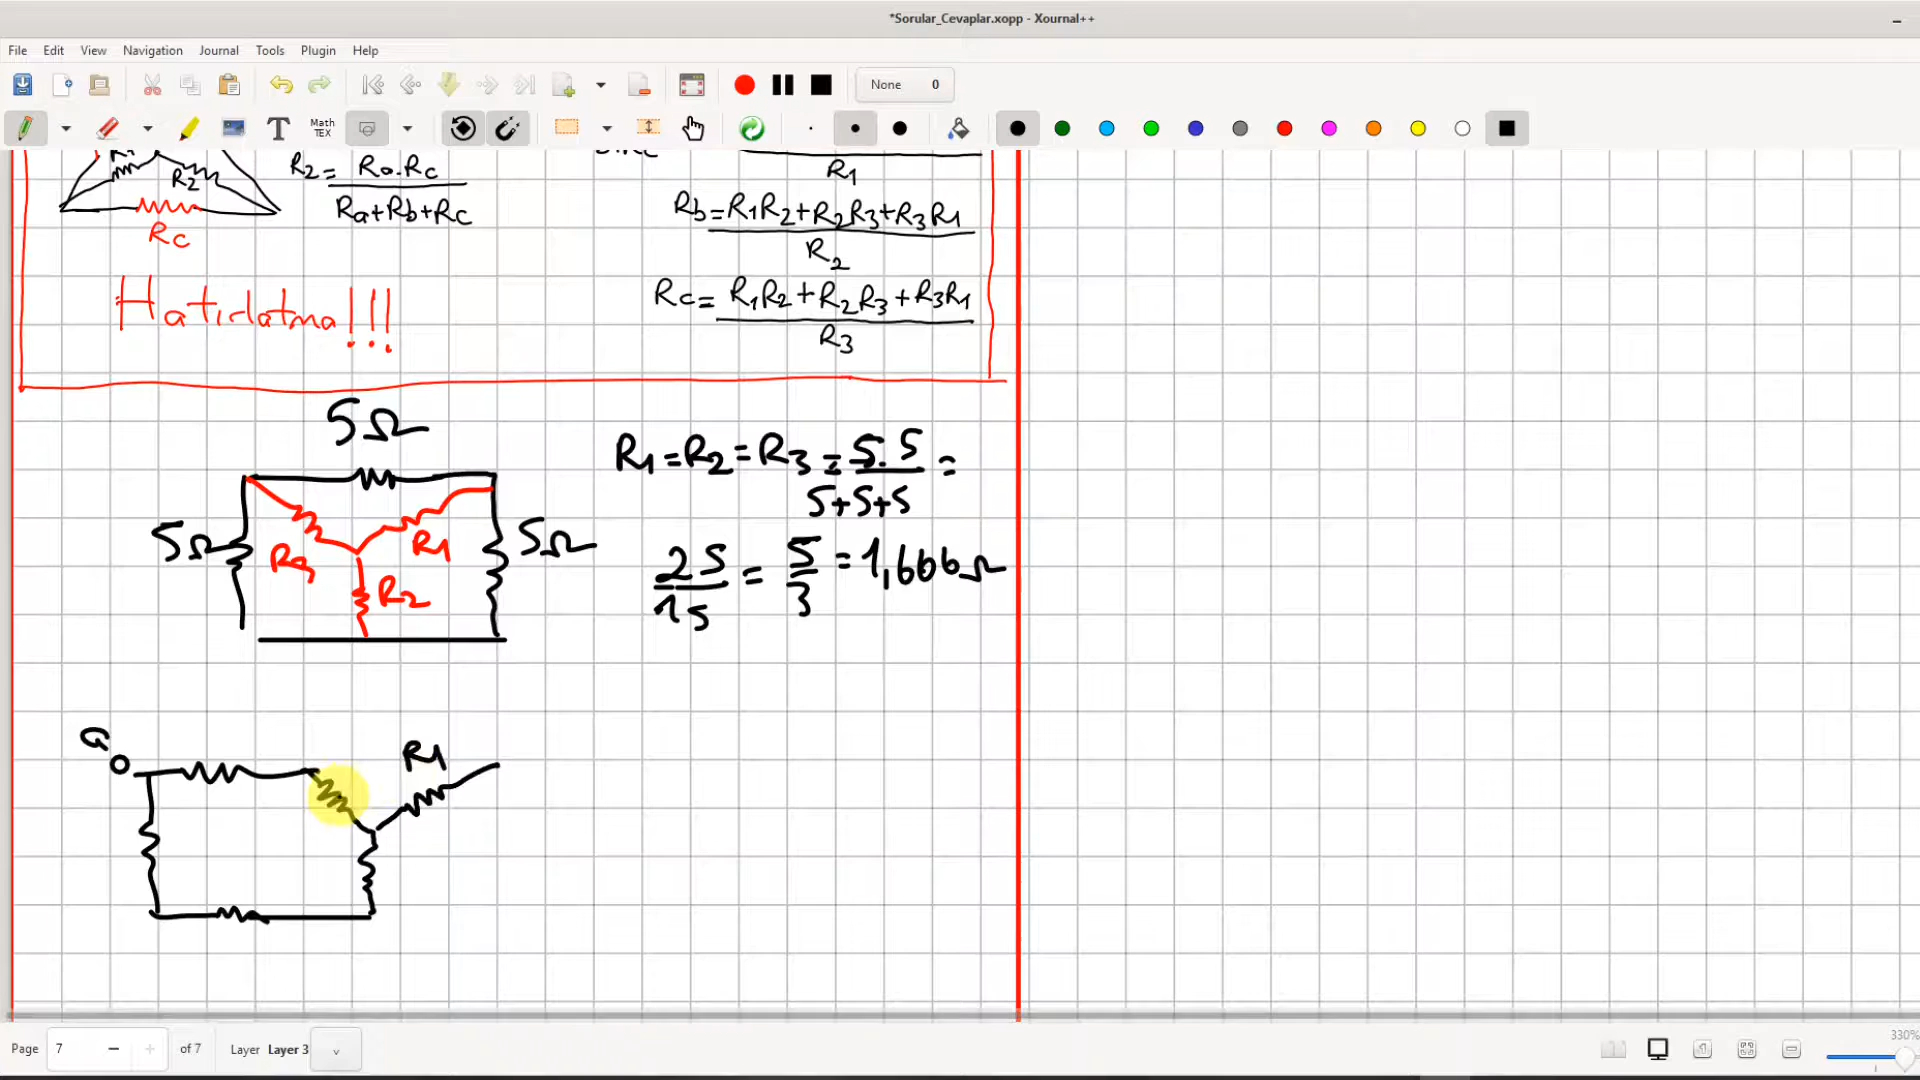 *Sorular_Cevaplar.xopp - Xournal++
File Edit View Navigation Journal Tools Plugin Help
None 0
Math
TEX
R2
R2 = Ra.Rc
Ra+Rb+Rc
Rc
R1
Rb = R1R2+R2R3+R3R1
R2
Rc = R1R2+R2R3+R3R1
R3
Hatırlatma!!!
5Ω
5Ω
R3
R1
R2
5Ω
R1 = R2 = R3 = 5.5 =
5+5+5
25 = 5 = 1,666Ω
15 3
a
R1
Page 7 of 7 Layer Layer 3
330%